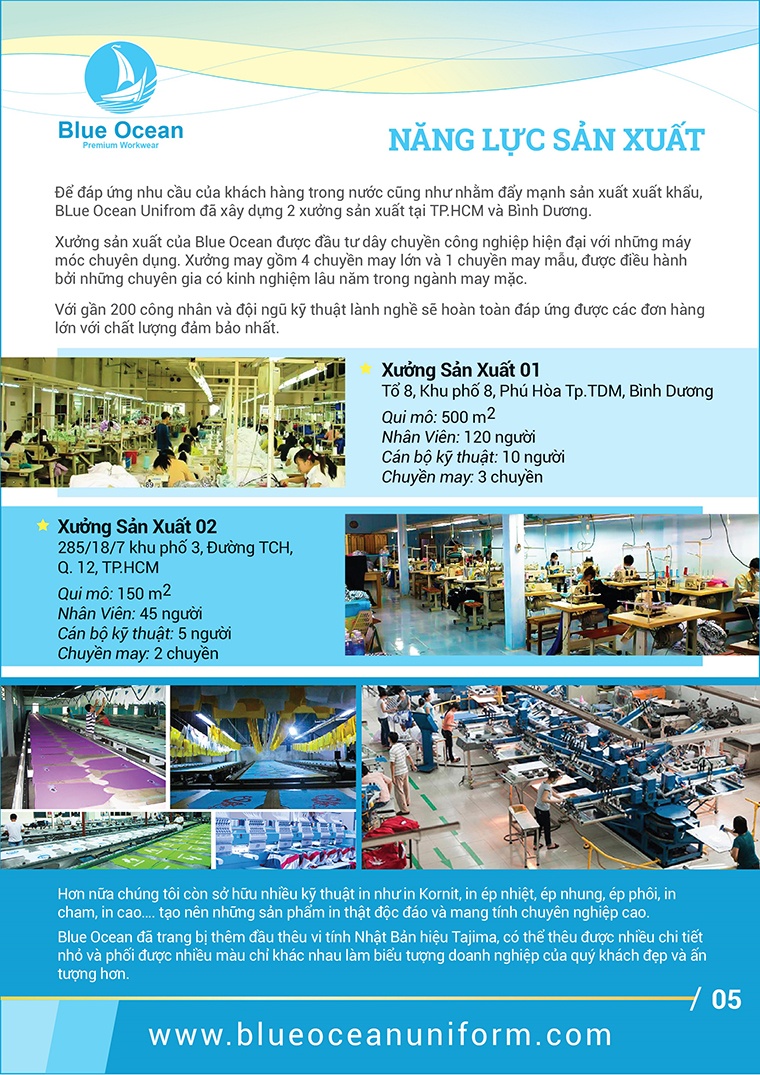 Blue Ocean
Premium Workwear
NĂNG LỰC SẢN XUẤT
Để đáp ứng nhu cầu của khách hàng trong nước cũng như nhằm đẩy mạnh sản xuất xuất khẩu,
BLue Ocean Unifrom đã xây dựng 2 xưởng sản xuất tại TP.HCM và Bình Dương.
Xưởng sản xuất của Blue Ocean được đầu tư dây chuyền công nghiệp hiện đại với những máy
móc chuyên dụng. Xưởng may gồm 4 chuyền may lớn và 1 chuyền may mẫu, được điều hành
bởi những chuyên gia có kinh nghiệm lâu năm trong ngành may mặc.
Với gần 200 công nhân và đội ngũ kỹ thuật lành nghề sẽ hoàn toàn đáp ứng được các đơn hàng
lớn với chất lượng đảm bảo nhất.
Xưởng Sản Xuất 01
Tổ 8, Khu phố 8, Phú Hòa Tp.TDM, Bình Dương
Qui mô: 500 m2
Nhân Viên: 120 người
Cán bộ kỹ thuật: 10 người
Chuyền may: 3 chuyền
Xưởng Sản Xuất 02
285/18/7 khu phố 3, Đường TCH,
Q. 12, TP.HCM
Qui mô: 150 m2
Nhân Viên: 45 người
Cán bộ kỹ thuật: 5 người
Chuyền may: 2 chuyền
Hơn nữa chúng tôi còn sở hữu nhiều kỹ thuật in như in Kornit, in ép nhiệt, ép nhung, ép phôi, in
cham, in cao.... tạo nên những sản phẩm in thật độc đáo và mang tính chuyên nghiệp cao.
Blue Ocean đã trang bị thêm đầu thêu vi tính Nhật Bản hiệu Tajima, có thể thêu được nhiều chi tiết
nhỏ và phối được nhiều màu chỉ khác nhau làm biểu tượng doanh nghiệp của quý khách đẹp và ấn
tượng hơn.
/ 05
www.blueoceanuniform.com